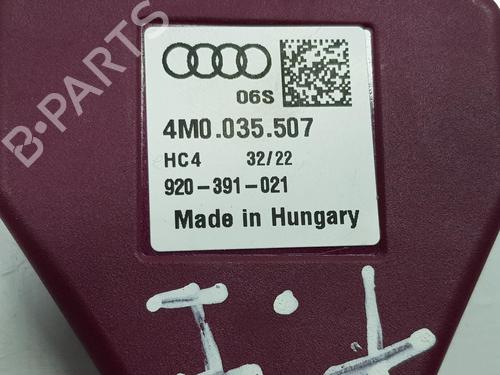 B-PARTS
06S
4M0.035.507
HC4 32/22
920-391-021
Made in Hungary